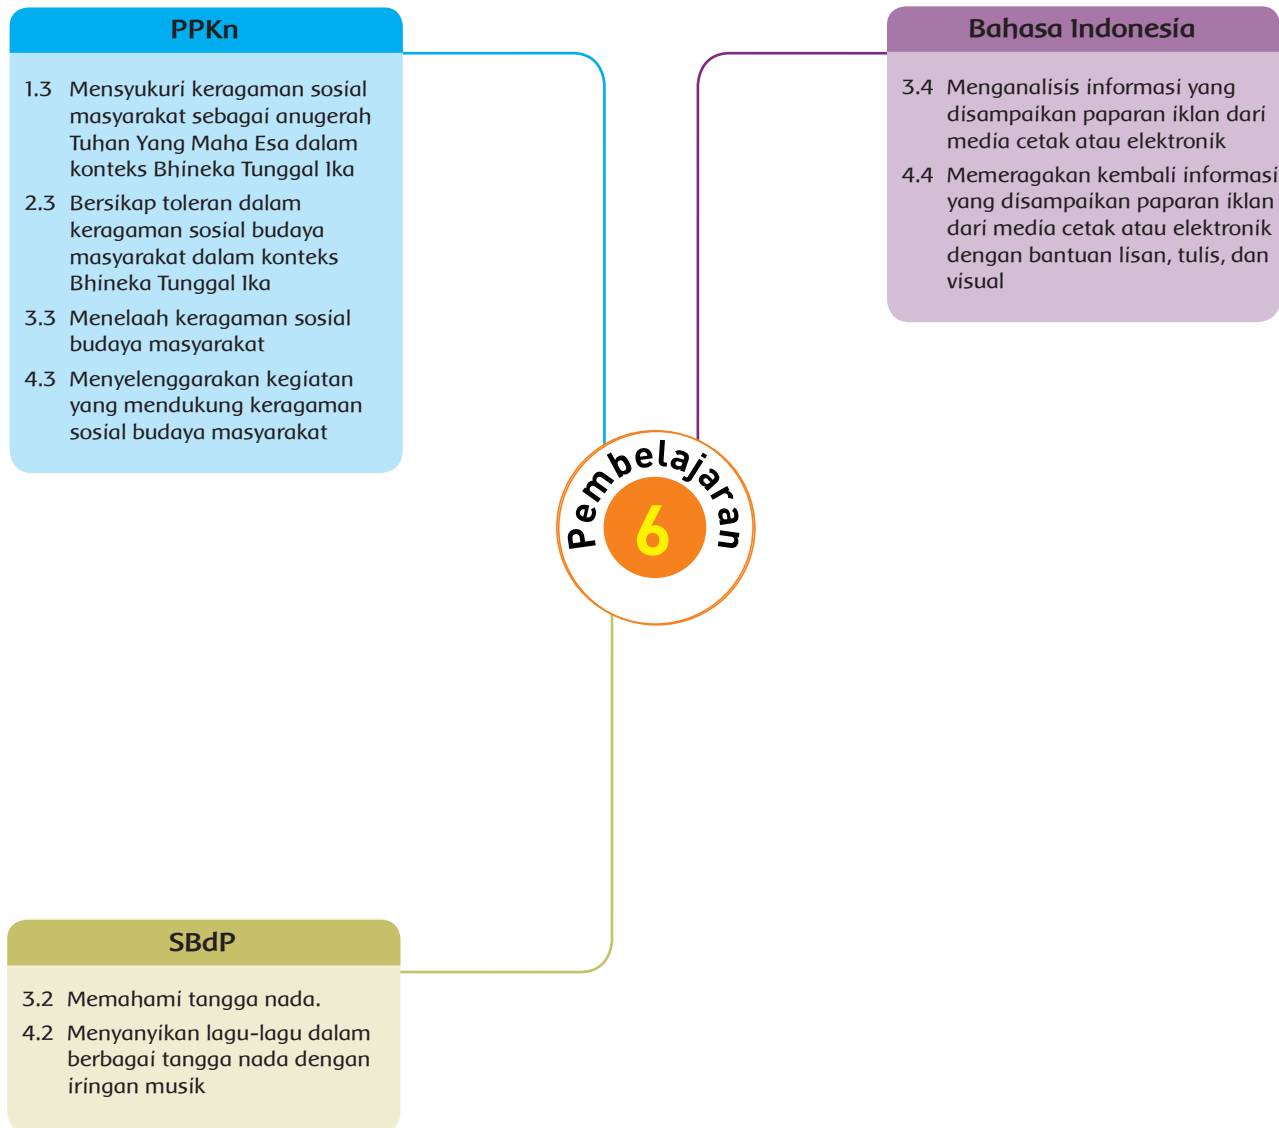 PPKn
1.3 Mensyukuri keragaman sosial
masyarakat sebagai anugerah
Tuhan Yang Maha Esa dalam
konteks Bhineka Tunggal Ika
2.3 Bersikap toleran dalam
keragaman sosial budaya
masyarakat dalam konteks
Bhineka Tunggal Ika
3.3 Menelaah keragaman sosial
budaya masyarakat
4.3 Menyelenggarakan kegiatan
yang mendukung keragaman
sosial budaya masyarakat
Bahasa Indonesia
3.4 Menganalisis informasi yang
disampaikan paparan iklan dari
media cetak atau elektronik
4.4 Memeragakan kembali informasi
yang disampaikan paparan iklan
dari media cetak atau elektronik
dengan bantuan lisan, tulis, dan
visual
Pembelajaran
6
SBdP
3.2 Memahami tangga nada.
4.2 Menyanyikan lagu-lagu dalam
berbagai tangga nada dengan
iringan musik